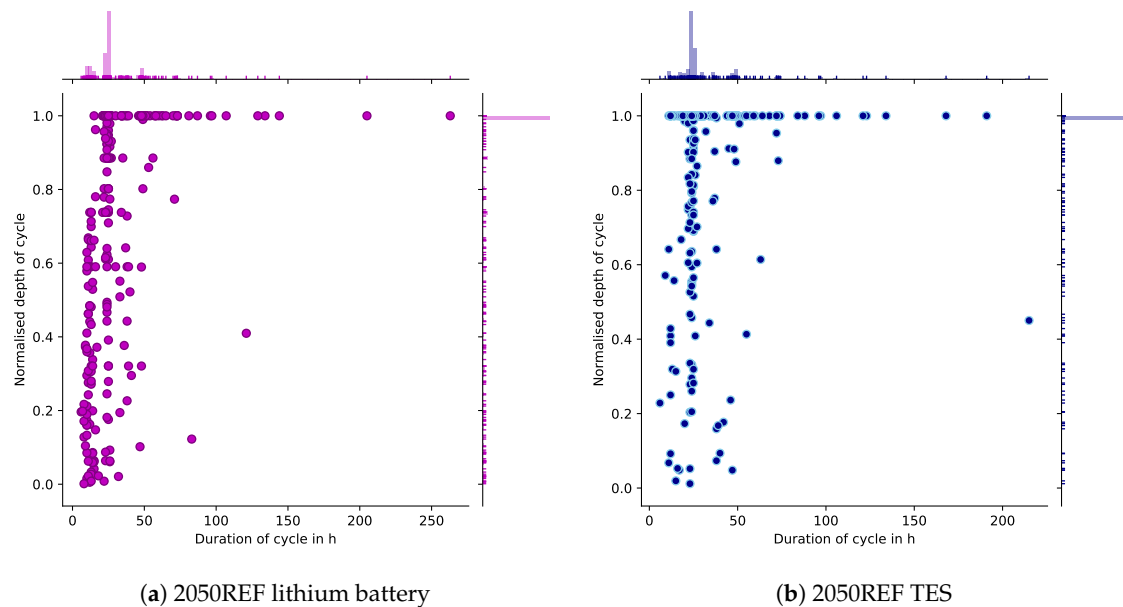 1.0
0.8
0.6
0.4
0.2
0.0
Normalised depth of cycle
0 50 100 150 200 250
Duration of cycle in h
(a) 2050REF lithium battery
1.0
0.8
0.6
0.4
0.2
0.0
Normalised depth of cycle
0 50 100 150 200
Duration of cycle in h
(b) 2050REF TES